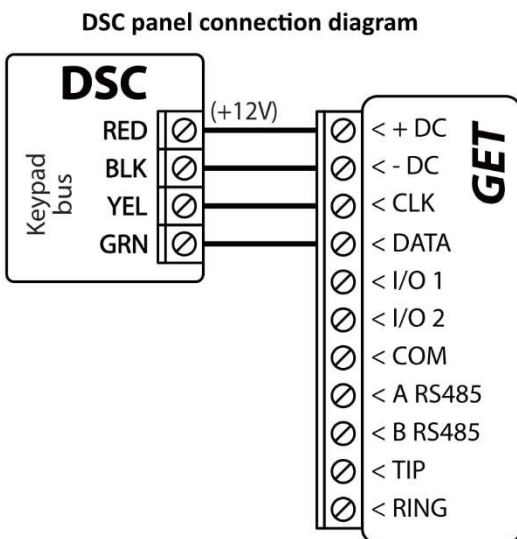 DSC panel connection diagram
DSC
RED
BLK
YEL
GRN
Keypad
bus
(+12V)
GET
< + DC
< - DC
< CLK
< DATA
< I/O 1
< I/O 2
< COM
< A RS485
< B RS485
< TIP
< RING